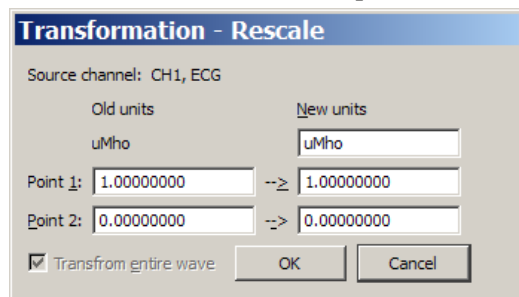 Transformation - Rescale
Source channel: CH1, ECG
Old units New units
uMho uMho
Point 1: 1.00000000 --> 1.00000000
Point 2: 0.00000000 --> 0.00000000
Transfrom entire wave OK Cancel